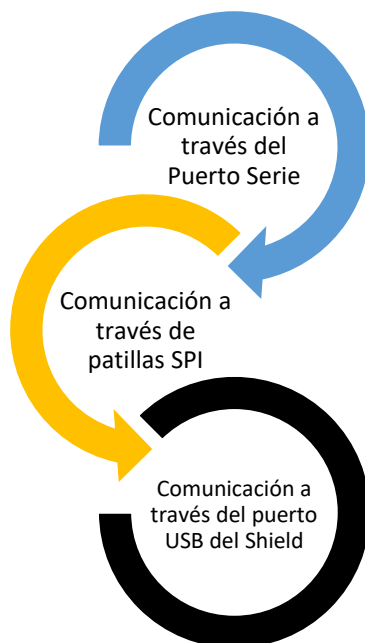 Comunicación a
través del
Puerto Serie
Comunicación a
través de
patillas SPI
Comunicación a
través del puerto
USB del Shield